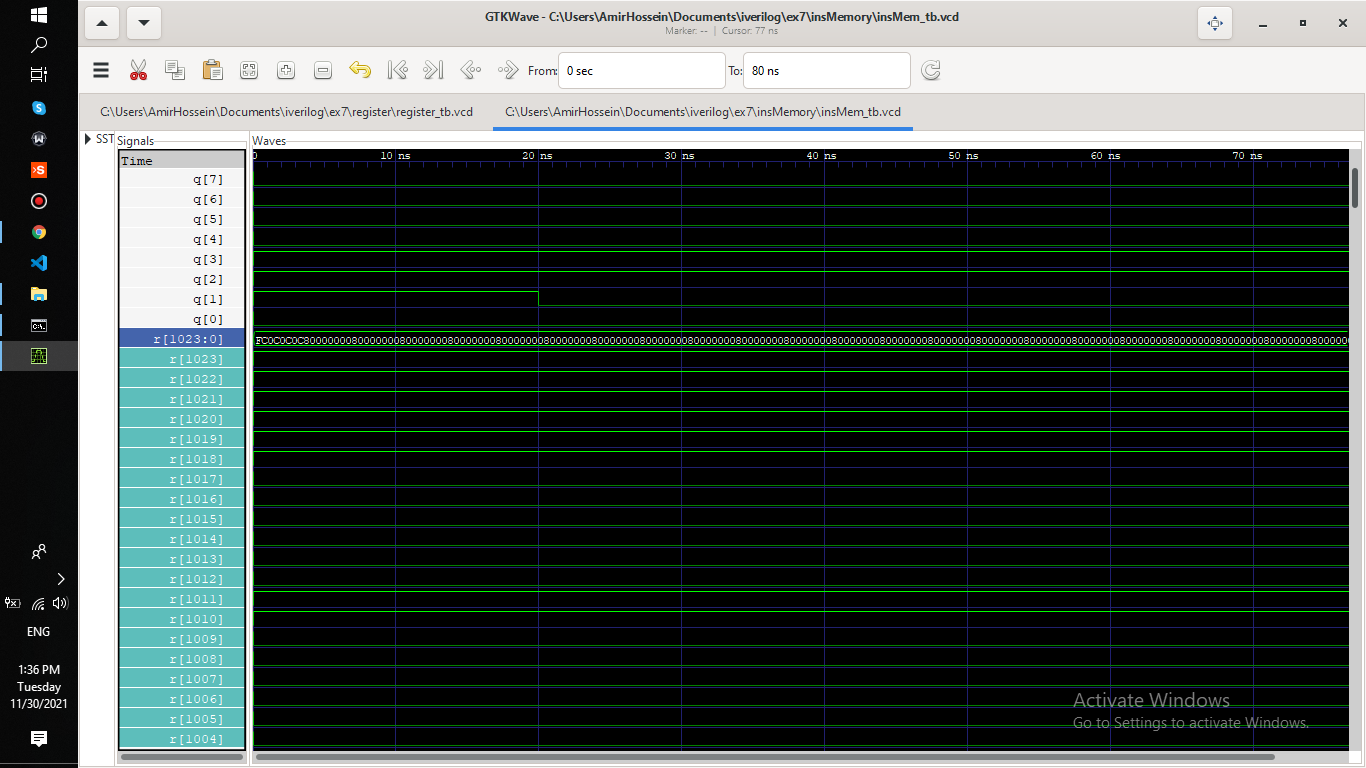 GTKWave - C:\Users\AmirHossein\Documents\iverilog\ex7\insMemory\insMem_tb.vcd
Marker: -- | Cursor: 77 ns
From: 0 sec To: 80 ns
C:\Users\AmirHossein\Documents\iverilog\ex7\register\register_tb.vcd C:\Users\AmirHossein\Documents\iverilog\ex7\insMemory\insMem_tb.vcd
SST Signals Waves
Time 0 10 ns 20 ns 30 ns 40 ns 50 ns 60 ns 70 ns
q[7]
q[6]
q[5]
q[4]
q[3]
q[2]
q[1]
q[0]
r[1023:0]
r[1023]
r[1022]
r[1021]
r[1020]
r[1019]
r[1018]
r[1017]
r[1016]
r[1015]
r[1014]
r[1013]
r[1012]
r[1011]
r[1010]
r[1009]
r[1008]
r[1007]
r[1006]
r[1005]
r[1004]
ENG
1:36 PM
Tuesday
11/30/2021
Activate Windows
Go to Settings to activate Windows.